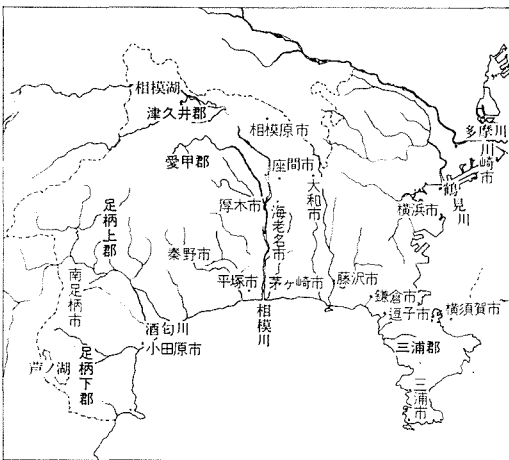 相模湖
津久井郡
相模原市
多摩川
川崎市
愛甲郡
座間市
大和市
鶴見川
横浜市
厚木市
海老名市
足柄上郡
秦野市
南足柄市
平塚市
茅ヶ崎市
藤沢市
鎌倉市
逗子市
横須賀市
酒匂川
小田原市
相模川
芦ノ湖
足柄下郡
三浦郡
三浦市